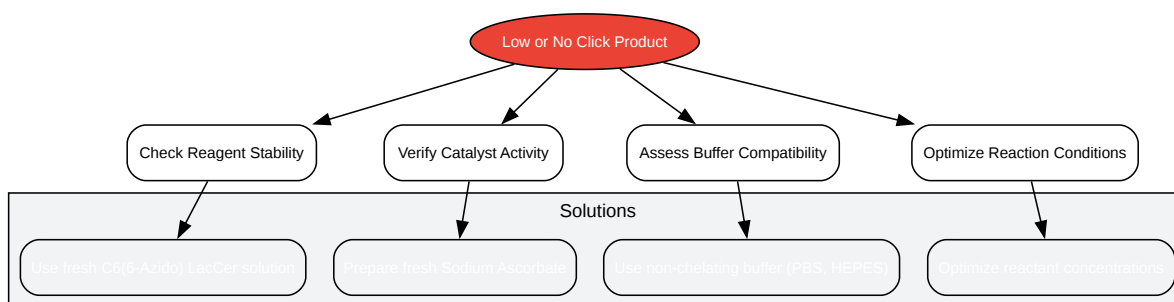 Low or No Click Product
Check Reagent Stability
Verify Catalyst Activity
Assess Buffer Compatibility
Optimize Reaction Conditions
Solutions
Use fresh C6(6-Azido) LacCer solution
Prepare fresh Sodium Ascorbate
Use non-chelating buffer (PBS, HEPES)
Optimize reactant concentrations